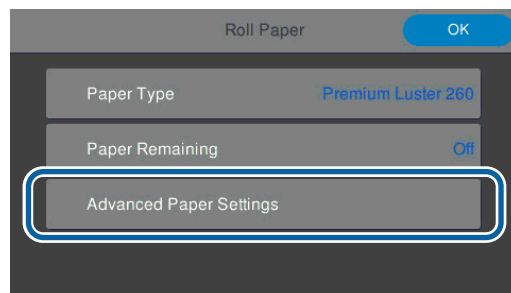 Roll Paper OK
Paper Type Premium Luster 260
Paper Remaining Off
Advanced Paper Settings